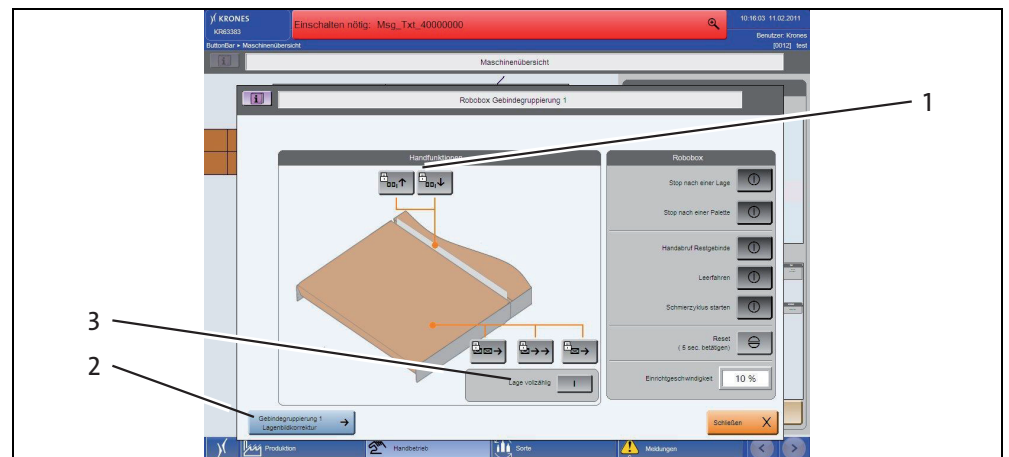 KRONES
KR63383
Einschalten nötig: Msg_Txt_40000000
10:16:03 11.02.2011
Benutzer: Krones
ButtonBar ▸ Maschinenübersicht
[0012] test
Maschinenübersicht
Robobox Gebindegruppierung 1
1
Handfunktionen
Robobox
Stop nach einer Lage
Stop nach einer Palette
Handabruf Restgebinde
Leerfahren
Schmierzyklus starten
3
Reset
( 5 sec. betätigen)
2
Lage vollzählig
I
Einrichtgeschwindigkeit
10 %
Gebindegruppierung 1
Lagenbildkorrektur
Schließen X
Produktion
Handbetrieb
Sorte
Meldungen